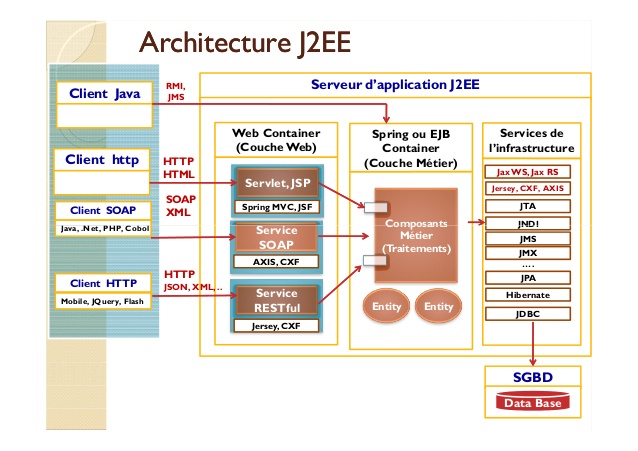 Architecture J2EE
Client Java
RMI,
JMS
Serveur d'application J2EE
Client http
HTTP
HTML
Client SOAP
Java, .Net, PHP, Cobol
SOAP
XML
Client HTTP
Mobile, JQuery, Flash
HTTP
JSON, XML,..
Web Container
(Couche Web)
Servlet, JSP
Spring MVC, JSF
Service
SOAP
AXIS, CXF
Service
RESTful
Jersey, CXF
Spring ou EJB
Container
(Couche Métier)
Composants
Métier
(Traitements)
Entity
Entity
Services de
l'infrastructure
Jax WS, Jax RS
Jersey, CXF, AXIS
JTA
JND!
JMS
JMX
....
JPA
Hibernate
JDBC
SGBD
Data Base